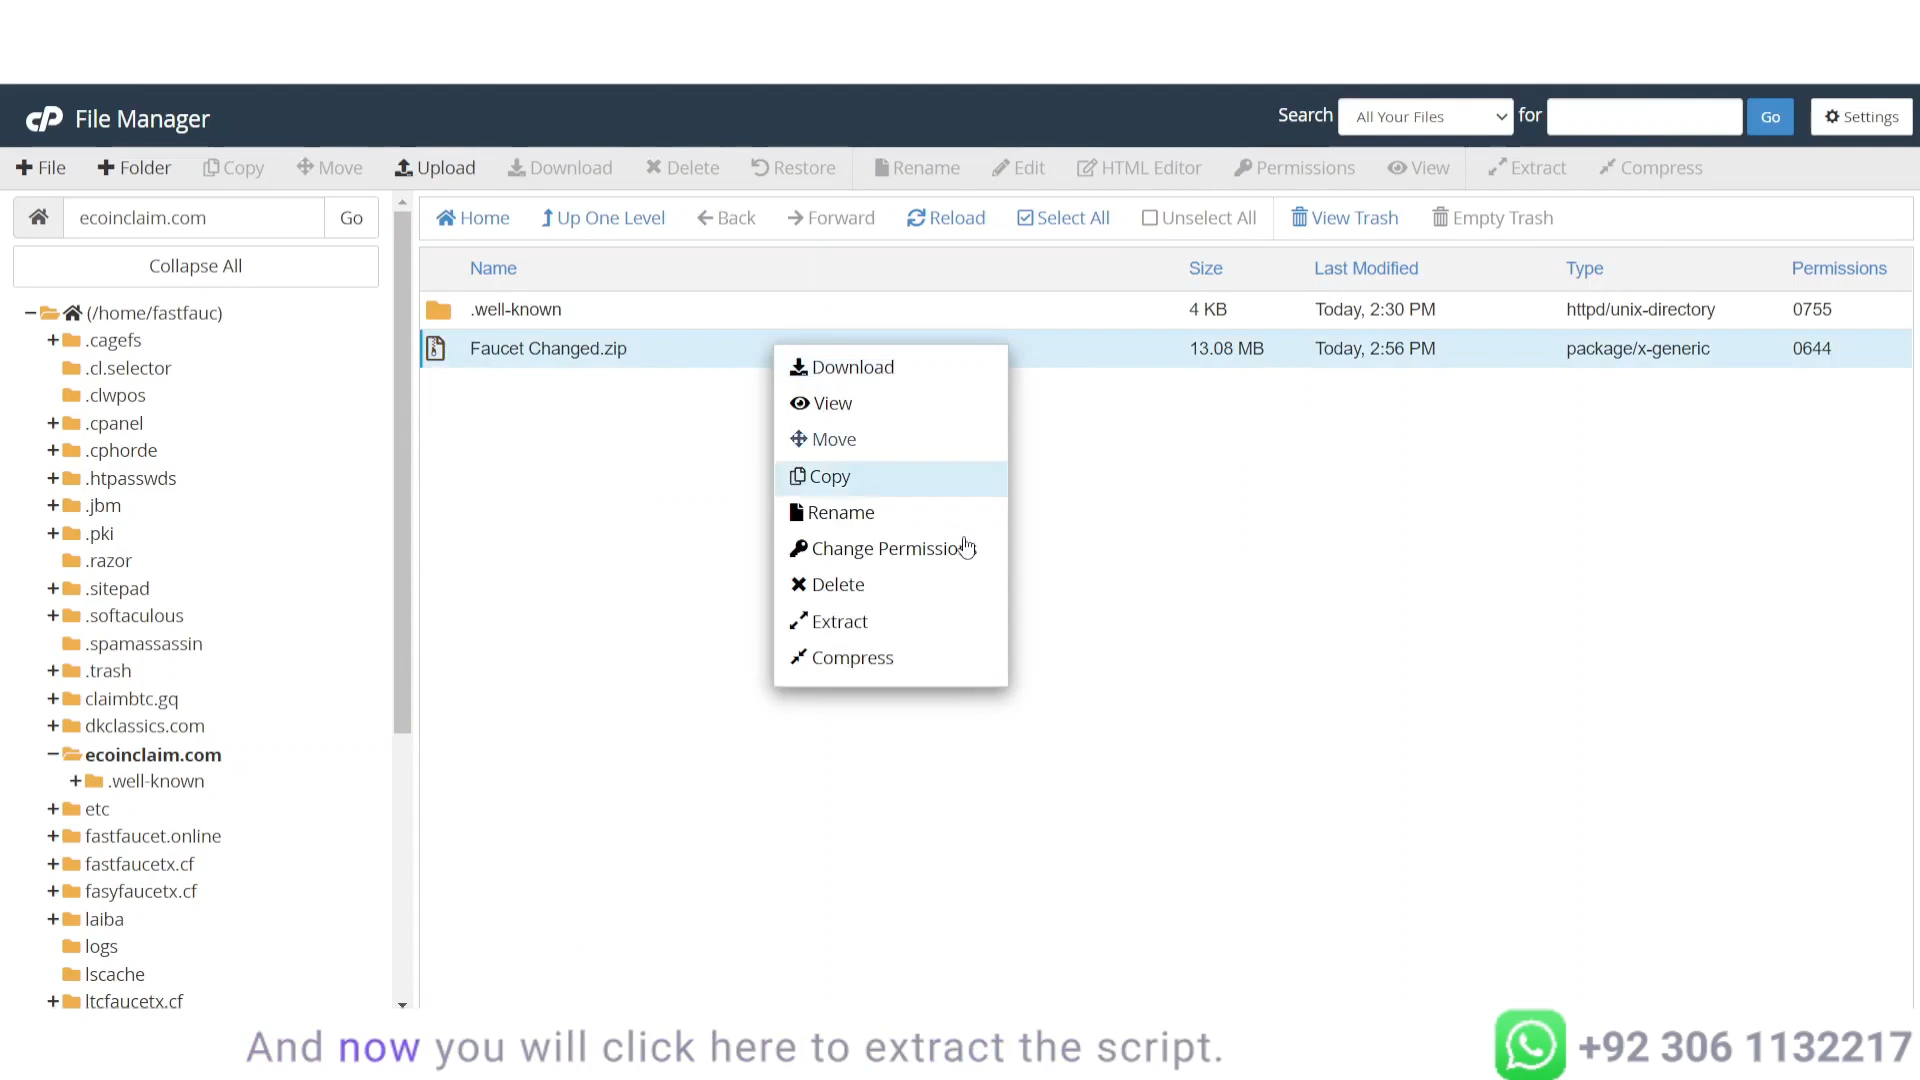 cP File Manager
Search All Your Files for Go Settings
File Folder Copy Move Upload Download Delete Restore Rename Edit HTML Editor Permissions View Extract Compress
ecoinclaim.com Go
Home Up One Level Back Forward Reload Select All Unselect All View Trash Empty Trash
Collapse All
Name Size Last Modified Type Permissions
.well-known 4 KB Today, 2:30 PM httpd/unix-directory 0755
Faucet Changed.zip 13.08 MB Today, 2:56 PM package/x-generic 0644
Download
View
Move
Copy
Rename
Change Permissions
Delete
Extract
Compress
(/home/fastfauc)
.cagefs
.cl.selector
.clwpos
.cpanel
.cphorde
.htpasswds
.jbm
.pki
.razor
.sitepad
.softaculous
.spamassassin
.trash
claimbtc.gq
dkclassics.com
ecoinclaim.com
.well-known
etc
fastfaucet.online
fastfaucetx.cf
fasyfaucetx.cf
laiba
logs
lscache
ltcfaucetx.cf
And now you will click here to extract the script.
+92 306 1132217